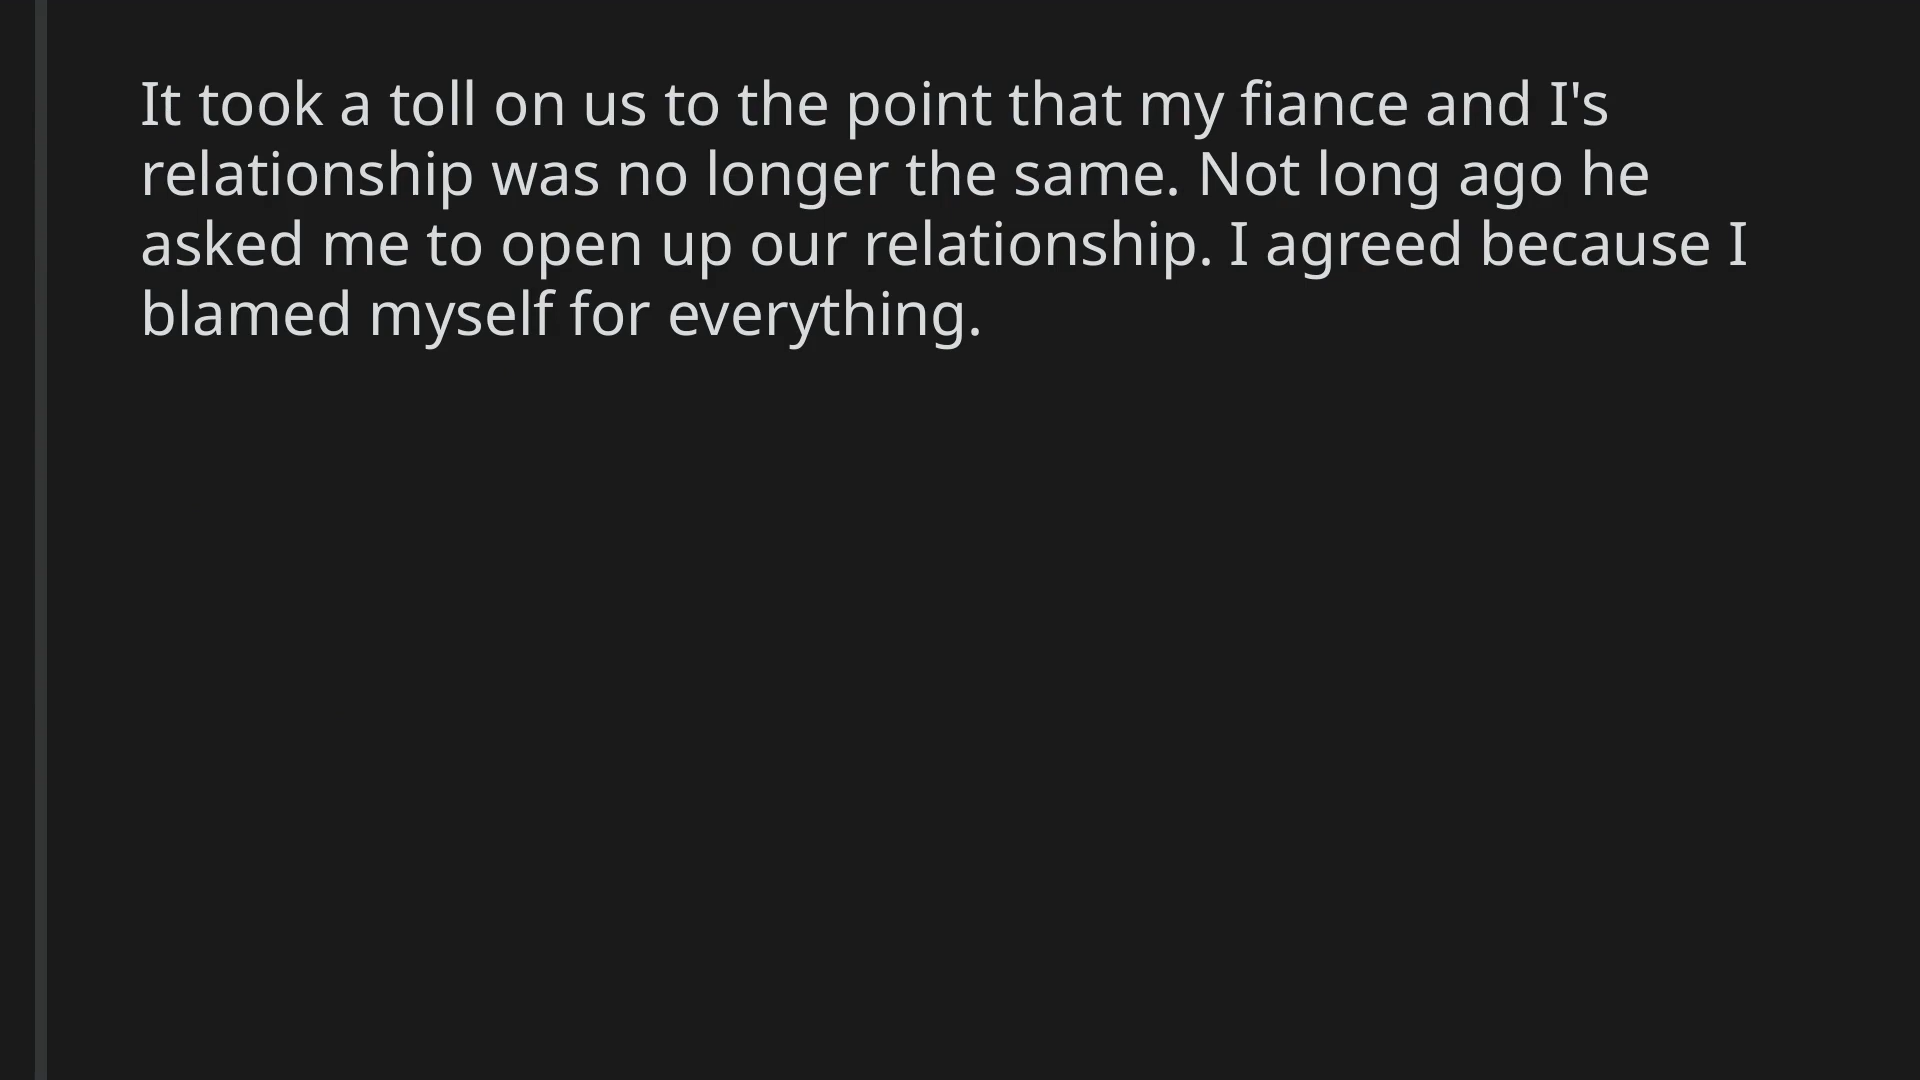 It took a toll on us to the point that my fiance and I's
relationship was no longer the same. Not long ago he
asked me to open up our relationship. I agreed because I
blamed myself for everything.